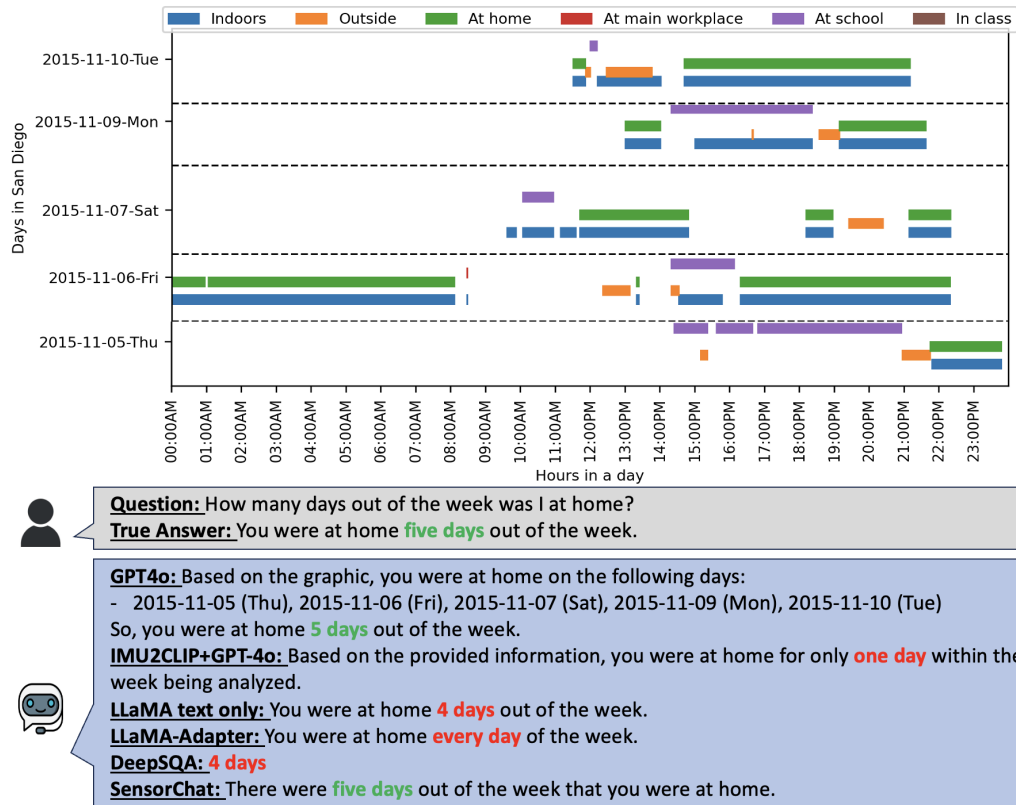 Indoors Outside At home At main workplace At school In class
2015-11-10-Tue
2015-11-09-Mon
2015-11-07-Sat
2015-11-06-Fri
2015-11-05-Thu
Days in San Diego
00:00AM 01:00AM 02:00AM 03:00AM 04:00AM 05:00AM 06:00AM 07:00AM 08:00AM 09:00AM 10:00AM 11:00AM 12:00PM 13:00PM 14:00PM 15:00PM 16:00PM 17:00PM 18:00PM 19:00PM 20:00PM 21:00PM 22:00PM 23:00PM
Hours in a day
Question: How many days out of the week was I at home?
True Answer: You were at home five days out of the week.
GPT4o: Based on the graphic, you were at home on the following days:
- 2015-11-05 (Thu), 2015-11-06 (Fri), 2015-11-07 (Sat), 2015-11-09 (Mon), 2015-11-10 (Tue)
So, you were at home 5 days out of the week.
IMU2CLIP+GPT-4o: Based on the provided information, you were at home for only one day within the
week being analyzed.
LLaMA text only: You were at home 4 days out of the week.
LLaMA-Adapter: You were at home every day of the week.
DeepSQA: 4 days
SensorChat: There were five days out of the week that you were at home.